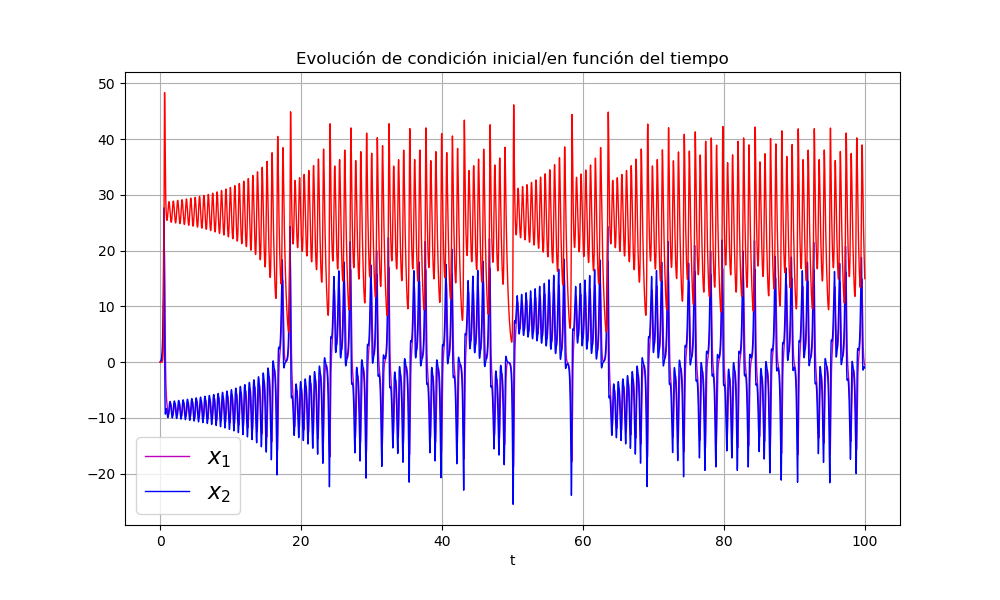 Evolución de condición inicial/en función del tiempo
50
40
30
20
10
0
−10
−20
x₁
x₂
0 20 40 60 80 100
t